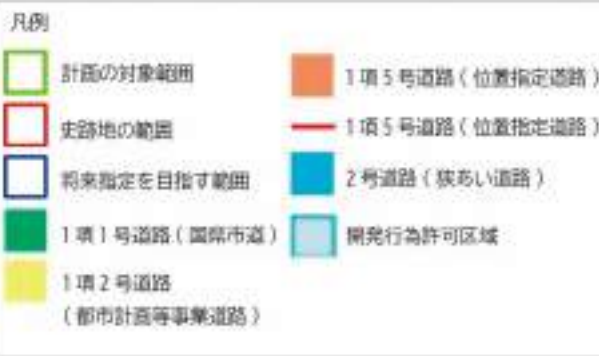 凡例
計画の対象範囲
史跡地の範囲
将来指定を目指す範囲
1項1号道路(国県市道)
1項2号道路
(都市計画等事業道路)
1項5号道路(位置指定道路)
1項5号道路(位置指定道路)
2号道路(狭あい道路)
開発行為許可区域